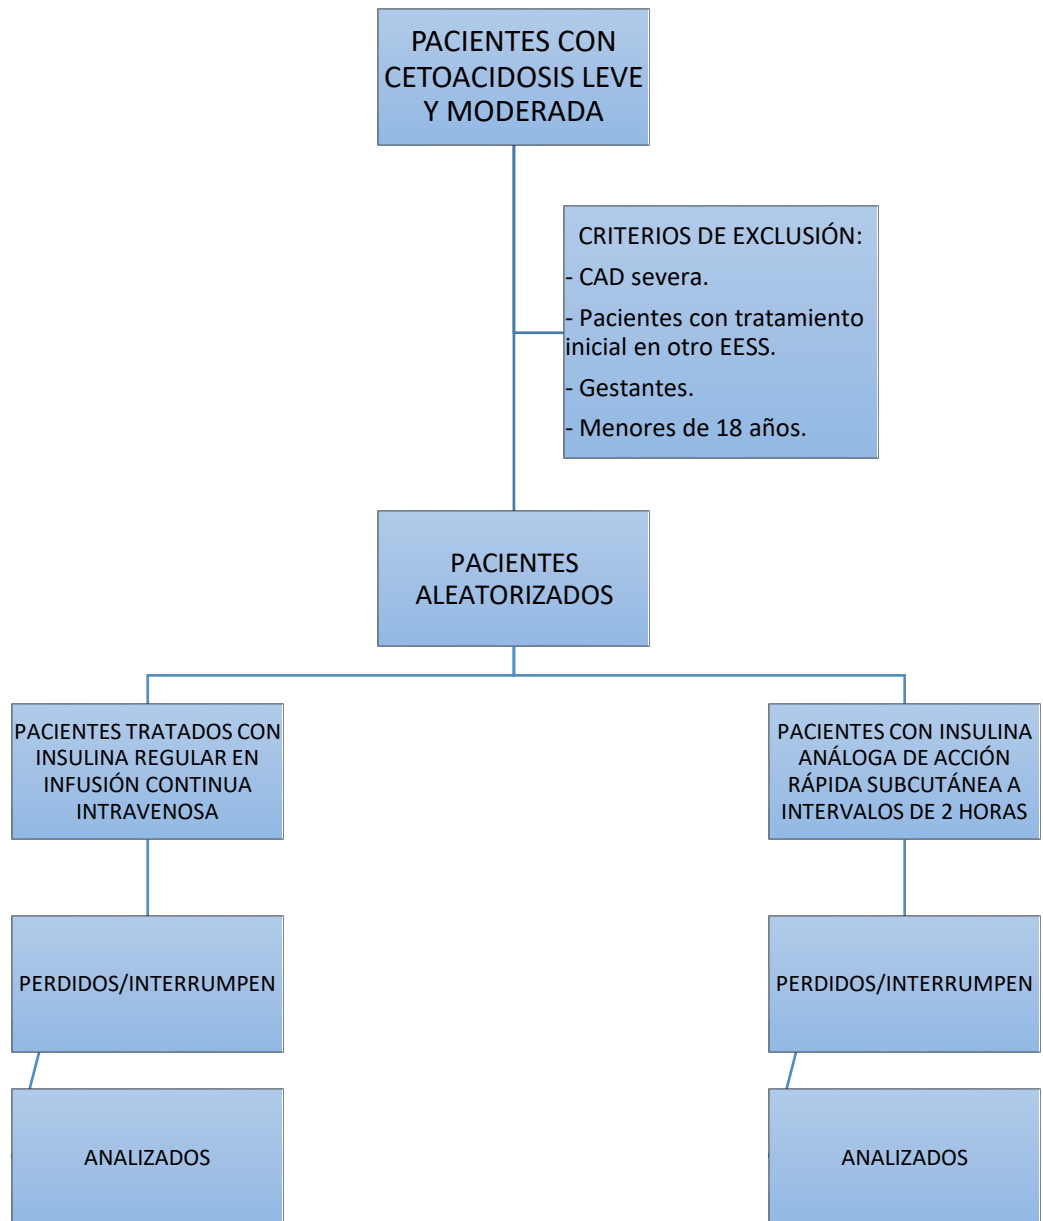 PACIENTES CON
CETOACIDOSIS LEVE
Y MODERADA
CRITERIOS DE EXCLUSIÓN:
- CAD severa.
- Pacientes con tratamiento
inicial en otro EESS.
- Gestantes.
- Menores de 18 años.
PACIENTES
ALEATORIZADOS
PACIENTES TRATADOS CON
INSULINA REGULAR EN
INFUSIÓN CONTINUA
INTRAVENOSA
PACIENTES CON INSULINA
ANÁLOGA DE ACCIÓN
RÁPIDA SUBCUTÁNEA A
INTERVALOS DE 2 HORAS
PERDIDOS/INTERRUMPEN
PERDIDOS/INTERRUMPEN
ANALIZADOS
ANALIZADOS